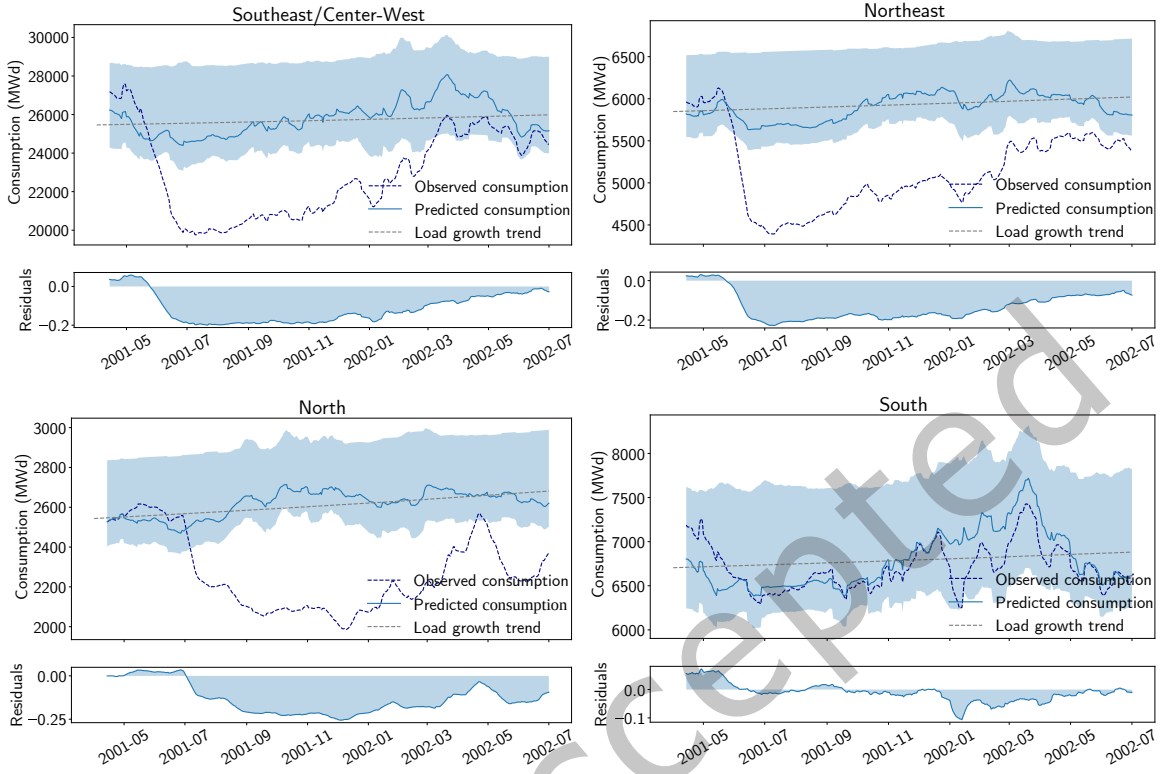 Southeast/Center-West
Consumption (MWd)
30000
28000
26000
24000
22000
20000
Observed consumption
Predicted consumption
Load growth trend
Residuals
0.0
−0.2
2001-05
2001-07
2001-09
2001-11
2002-01
2002-03
2002-05
2002-07
Northeast
Consumption (MWd)
6500
6000
5500
5000
4500
Observed consumption
Predicted consumption
Load growth trend
Residuals
0.0
−0.2
2001-05
2001-07
2001-09
2001-11
2002-01
2002-03
2002-05
2002-07
North
Consumption (MWd)
3000
2800
2600
2400
2200
2000
Observed consumption
Predicted consumption
Load growth trend
Residuals
0.00
−0.25
2001-05
2001-07
2001-09
2001-11
2002-01
2002-03
2002-05
2002-07
South
Consumption (MWd)
8000
7500
7000
6500
6000
Observed consumption
Predicted consumption
Load growth trend
Residuals
0.0
−0.1
2001-05
2001-07
2001-09
2001-11
2002-01
2002-03
2002-05
2002-07
ccepted